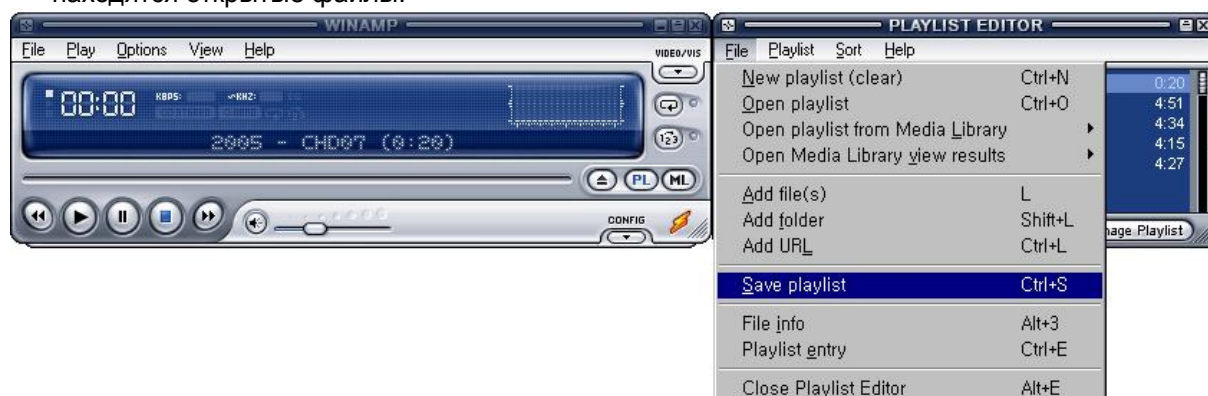 находятся открытые файлы.
WINAMP
File Play Options View Help
VIDEO/VIS
00:00
KBPS: KHZ:
2005 - CHD07 (0:20)
PL ML
CONFIG
PLAYLIST EDITOR
File Playlist Sort Help
New playlist (clear) Ctrl+N
Open playlist Ctrl+O
Open playlist from Media Library
Open Media Library view results
Add file(s) L
Add folder Shift+L
Add URL Ctrl+L
Save playlist Ctrl+S
File info Alt+3
Playlist entry Ctrl+E
Close Playlist Editor Alt+E
0:20
4:51
4:34
4:15
4:27
nage Playlist